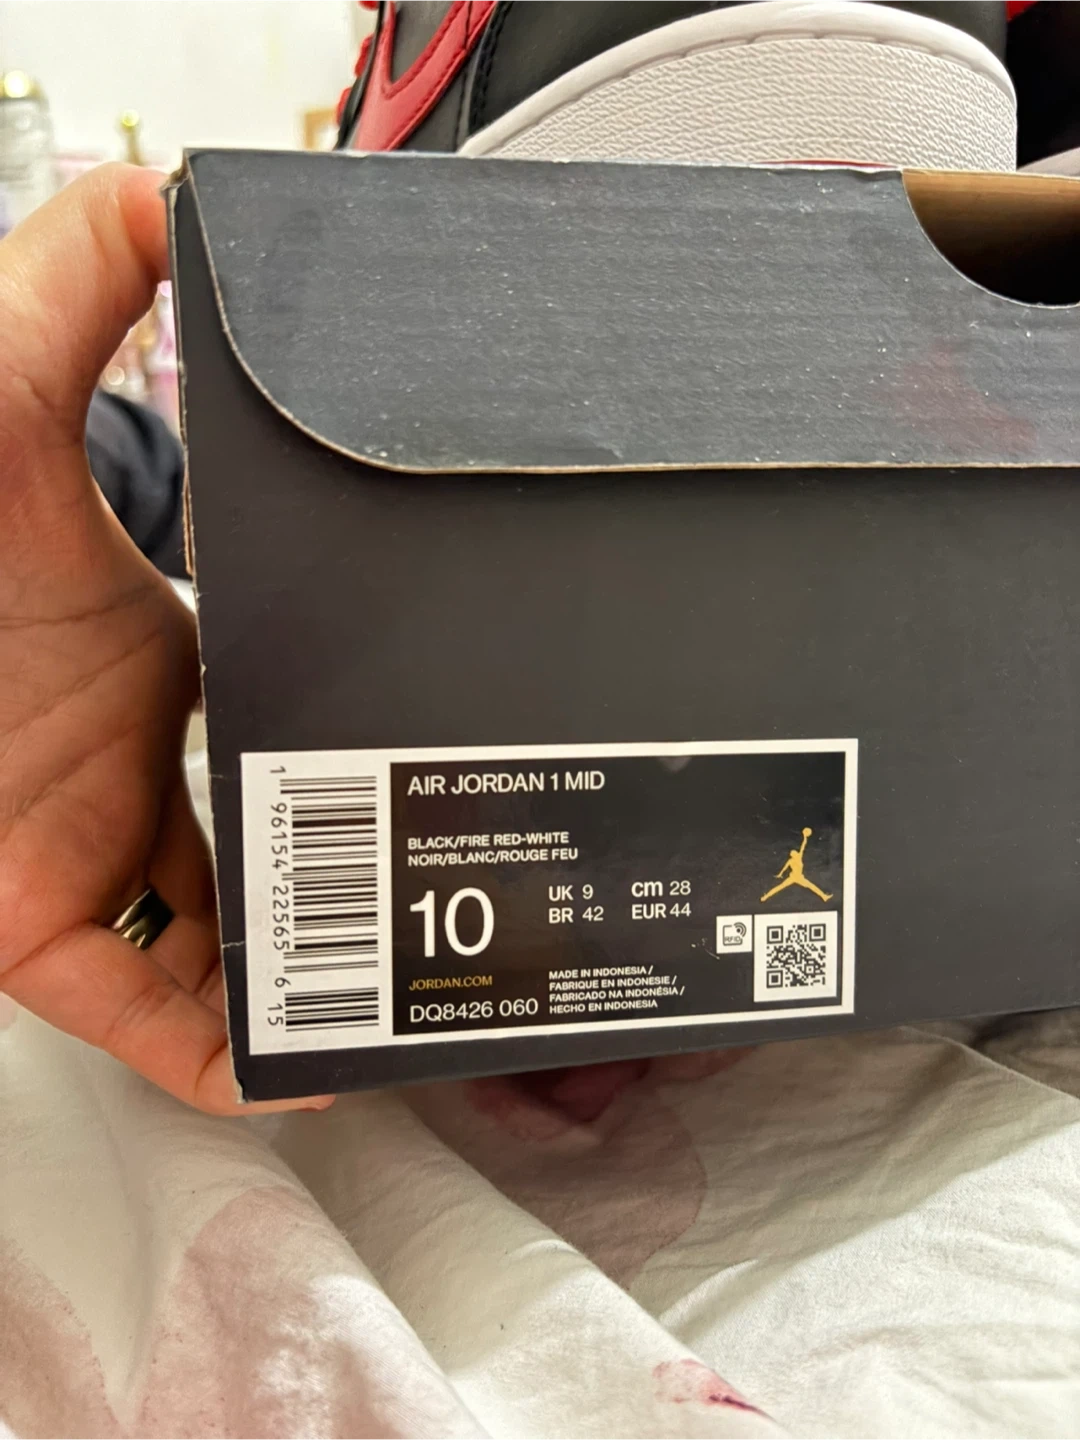 AIR JORDAN 1 MID
BLACK/FIRE RED-WHITE
NOIR/BLANC/ROUGE FEU
10
UK 9
cm 28
BR 42
EUR 44
RFID
JORDAN.COM
DQ8426 060
MADE IN INDONESIA /
FABRIQUE EN INDONESIE /
FABRICADO NA INDONÉSIA /
HECHO EN INDONESIA
1 96154 22565 6 15